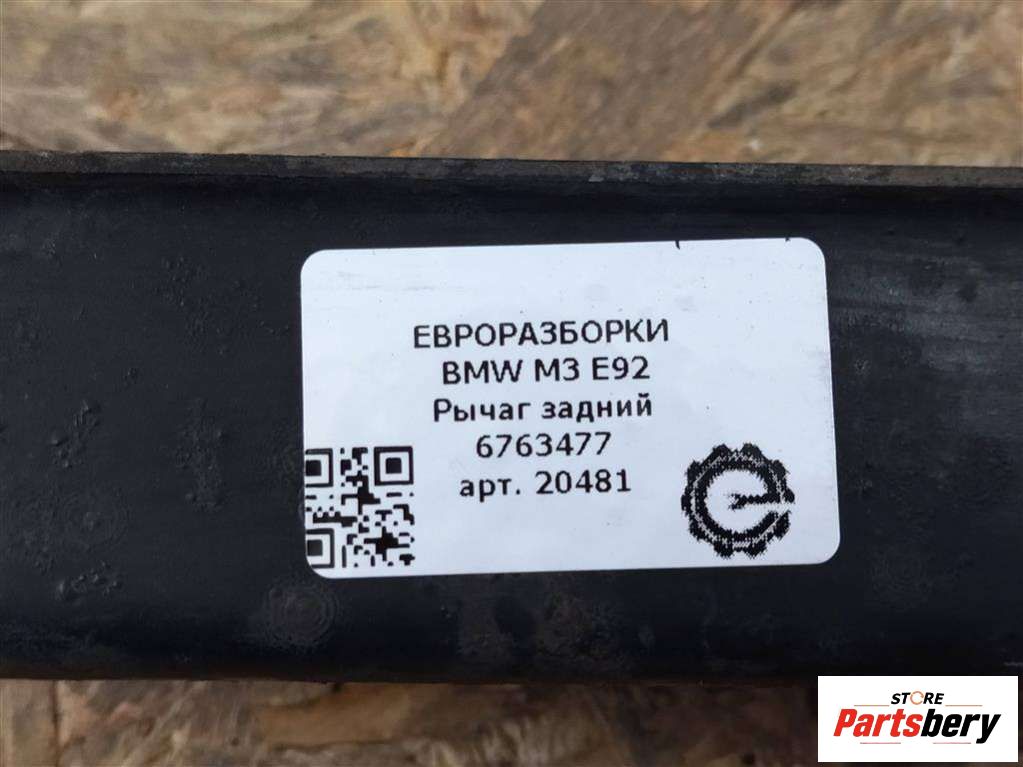 ЕВРОРАЗБОРКИ
BMW M3 E92
Рычаг задний
6763477
арт. 20481
STORE
Partsbery